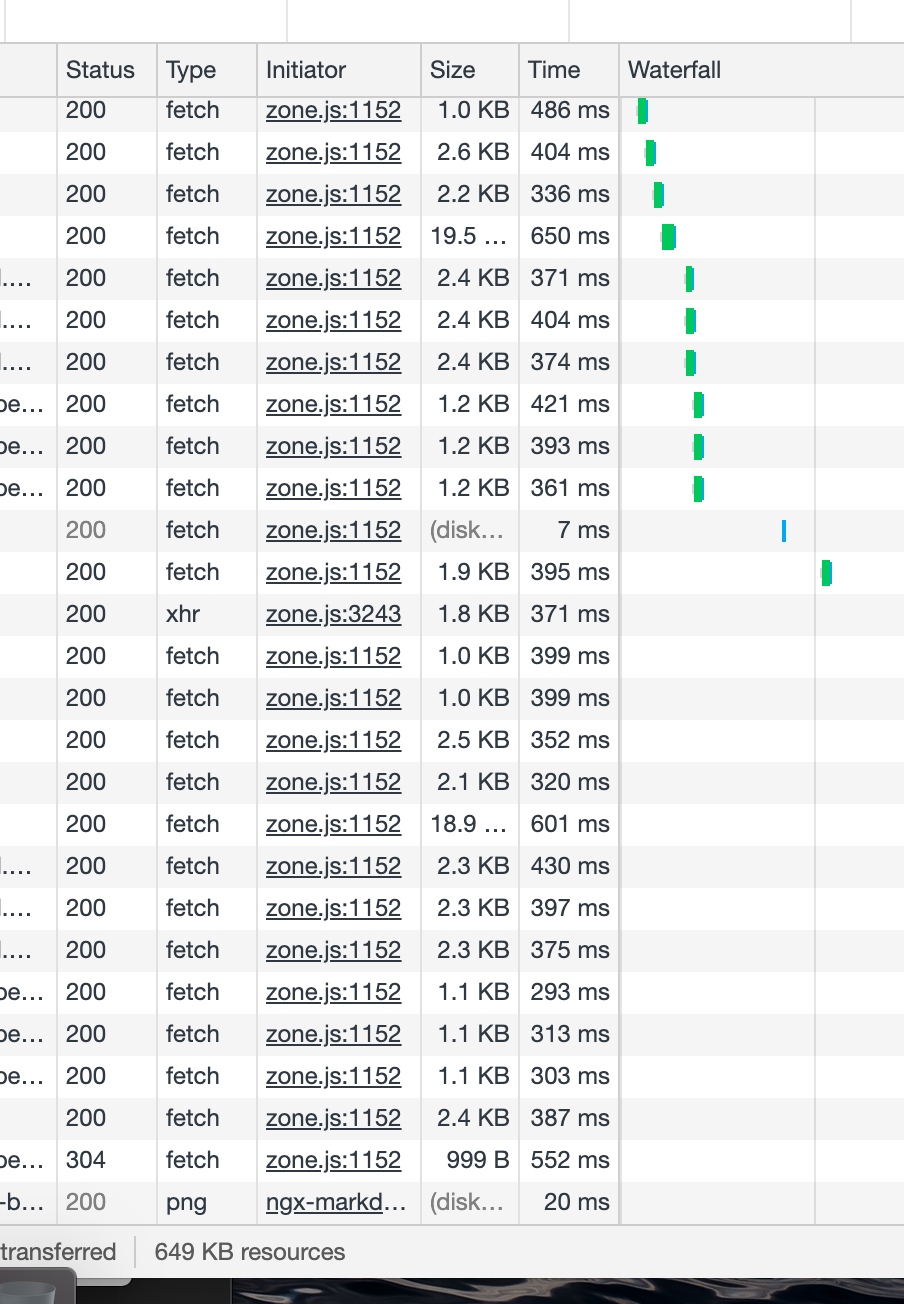 Status Type Initiator Size Time Waterfall
200 fetch zone.js:1152 1.0 KB 486 ms
200 fetch zone.js:1152 2.6 KB 404 ms
200 fetch zone.js:1152 2.2 KB 336 ms
200 fetch zone.js:1152 19.5 … 650 ms
l.… 200 fetch zone.js:1152 2.4 KB 371 ms
l.… 200 fetch zone.js:1152 2.4 KB 404 ms
l.… 200 fetch zone.js:1152 2.4 KB 374 ms
pe… 200 fetch zone.js:1152 1.2 KB 421 ms
pe… 200 fetch zone.js:1152 1.2 KB 393 ms
pe… 200 fetch zone.js:1152 1.2 KB 361 ms
200 fetch zone.js:1152 (disk… 7 ms
200 fetch zone.js:1152 1.9 KB 395 ms
200 xhr zone.js:3243 1.8 KB 371 ms
200 fetch zone.js:1152 1.0 KB 399 ms
200 fetch zone.js:1152 1.0 KB 399 ms
200 fetch zone.js:1152 2.5 KB 352 ms
200 fetch zone.js:1152 2.1 KB 320 ms
200 fetch zone.js:1152 18.9 … 601 ms
l.… 200 fetch zone.js:1152 2.3 KB 430 ms
l.… 200 fetch zone.js:1152 2.3 KB 397 ms
l.… 200 fetch zone.js:1152 2.3 KB 375 ms
pe… 200 fetch zone.js:1152 1.1 KB 293 ms
pe… 200 fetch zone.js:1152 1.1 KB 313 ms
pe… 200 fetch zone.js:1152 1.1 KB 303 ms
200 fetch zone.js:1152 2.4 KB 387 ms
pe… 304 fetch zone.js:1152 999 B 552 ms
-b… 200 png ngx-markd… (disk… 20 ms
transferred 649 KB resources